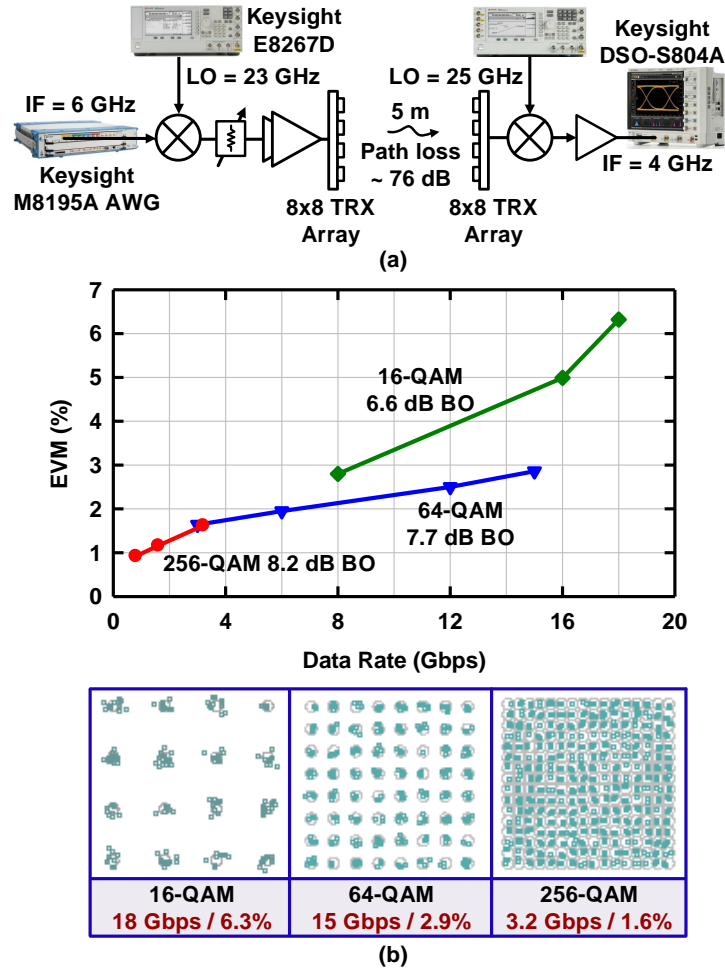 Keysight
E8267D
Keysight
DSO-S804A
LO = 23 GHz
LO = 25 GHz
IF = 6 GHz
5 m
Path loss
~ 76 dB
IF = 4 GHz
Keysight
M8195A AWG
8x8 TRX
Array
8x8 TRX
Array
(a)
7
6
5
4
3
2
1
0
EVM (%)
16-QAM
6.6 dB BO
64-QAM
7.7 dB BO
256-QAM 8.2 dB BO
0 4 8 12 16 20
Data Rate (Gbps)
16-QAM
18 Gbps / 6.3%
64-QAM
15 Gbps / 2.9%
256-QAM
3.2 Gbps / 1.6%
(b)